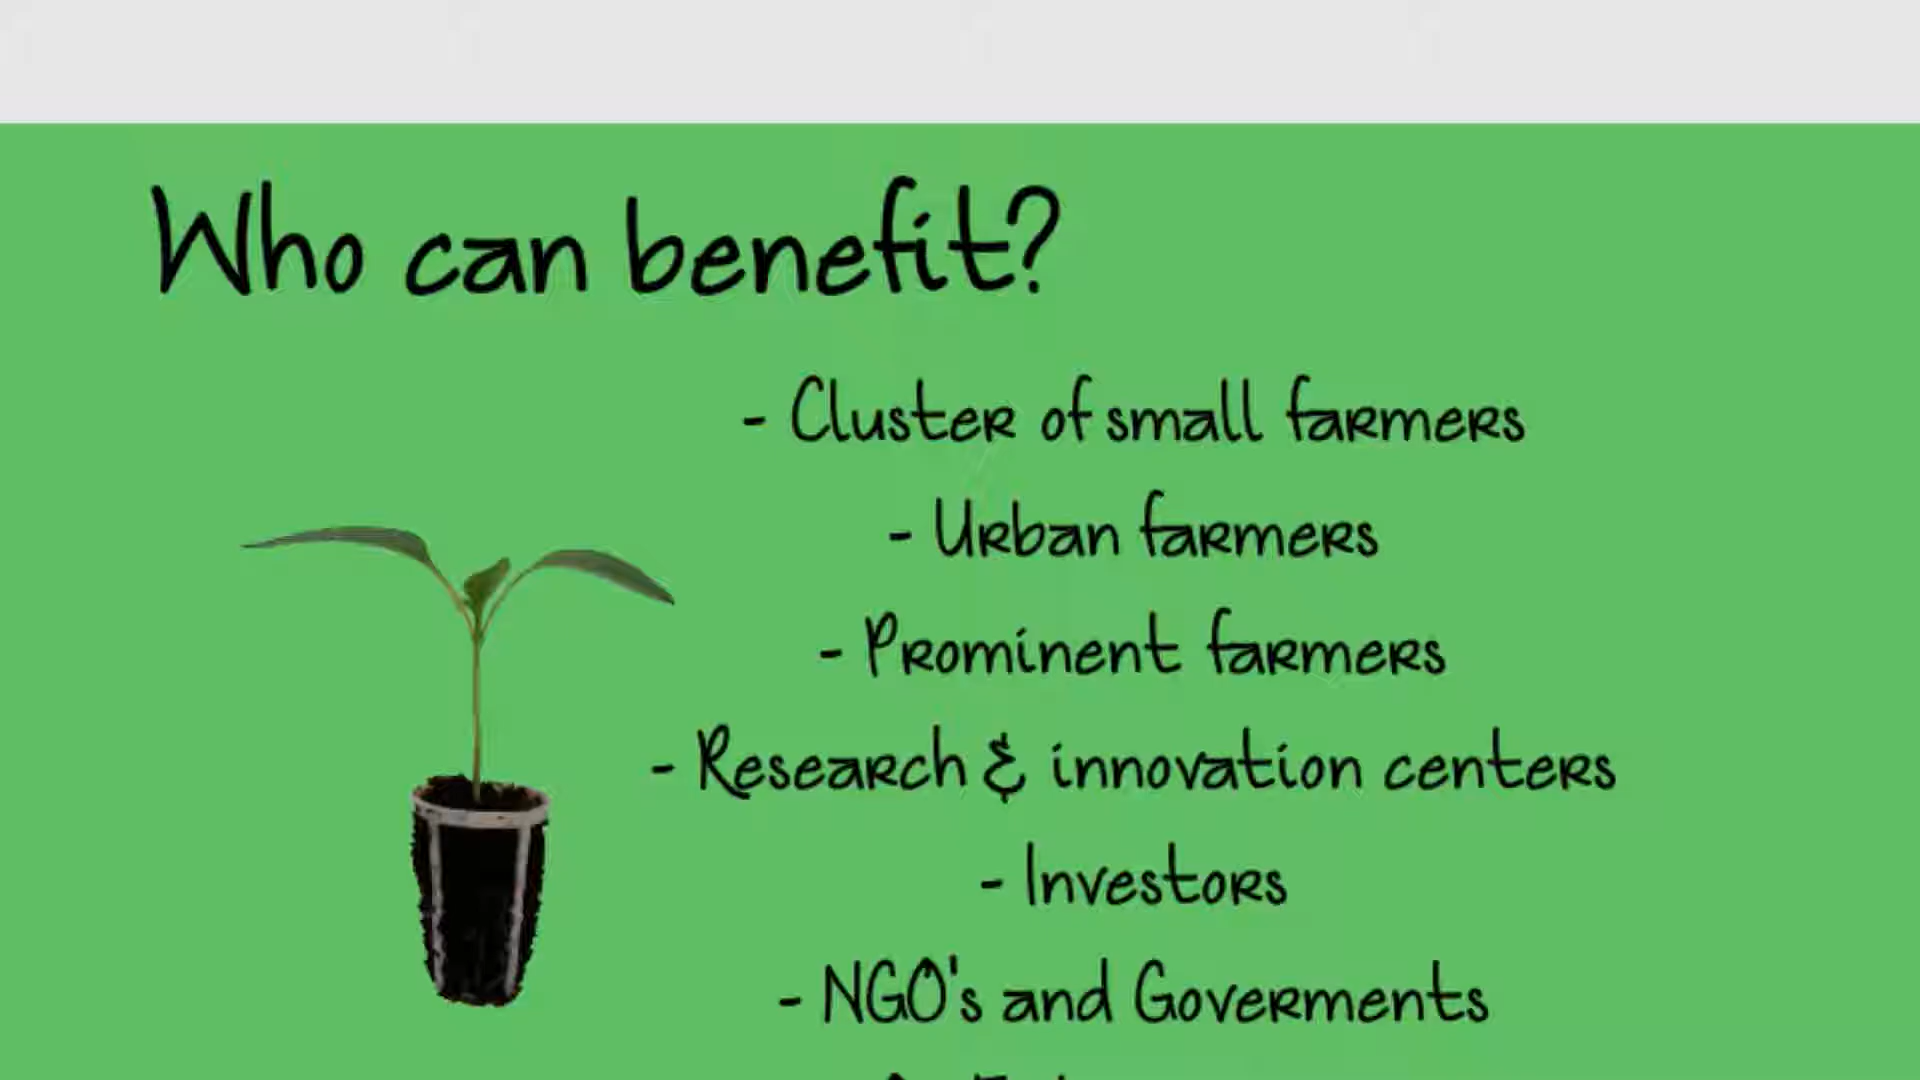 Who can benefit?
- Cluster of small farmers
- Urban farmers
- Prominent farmers
- Research & innovation centers
- Investors
- NGO's and Goverments